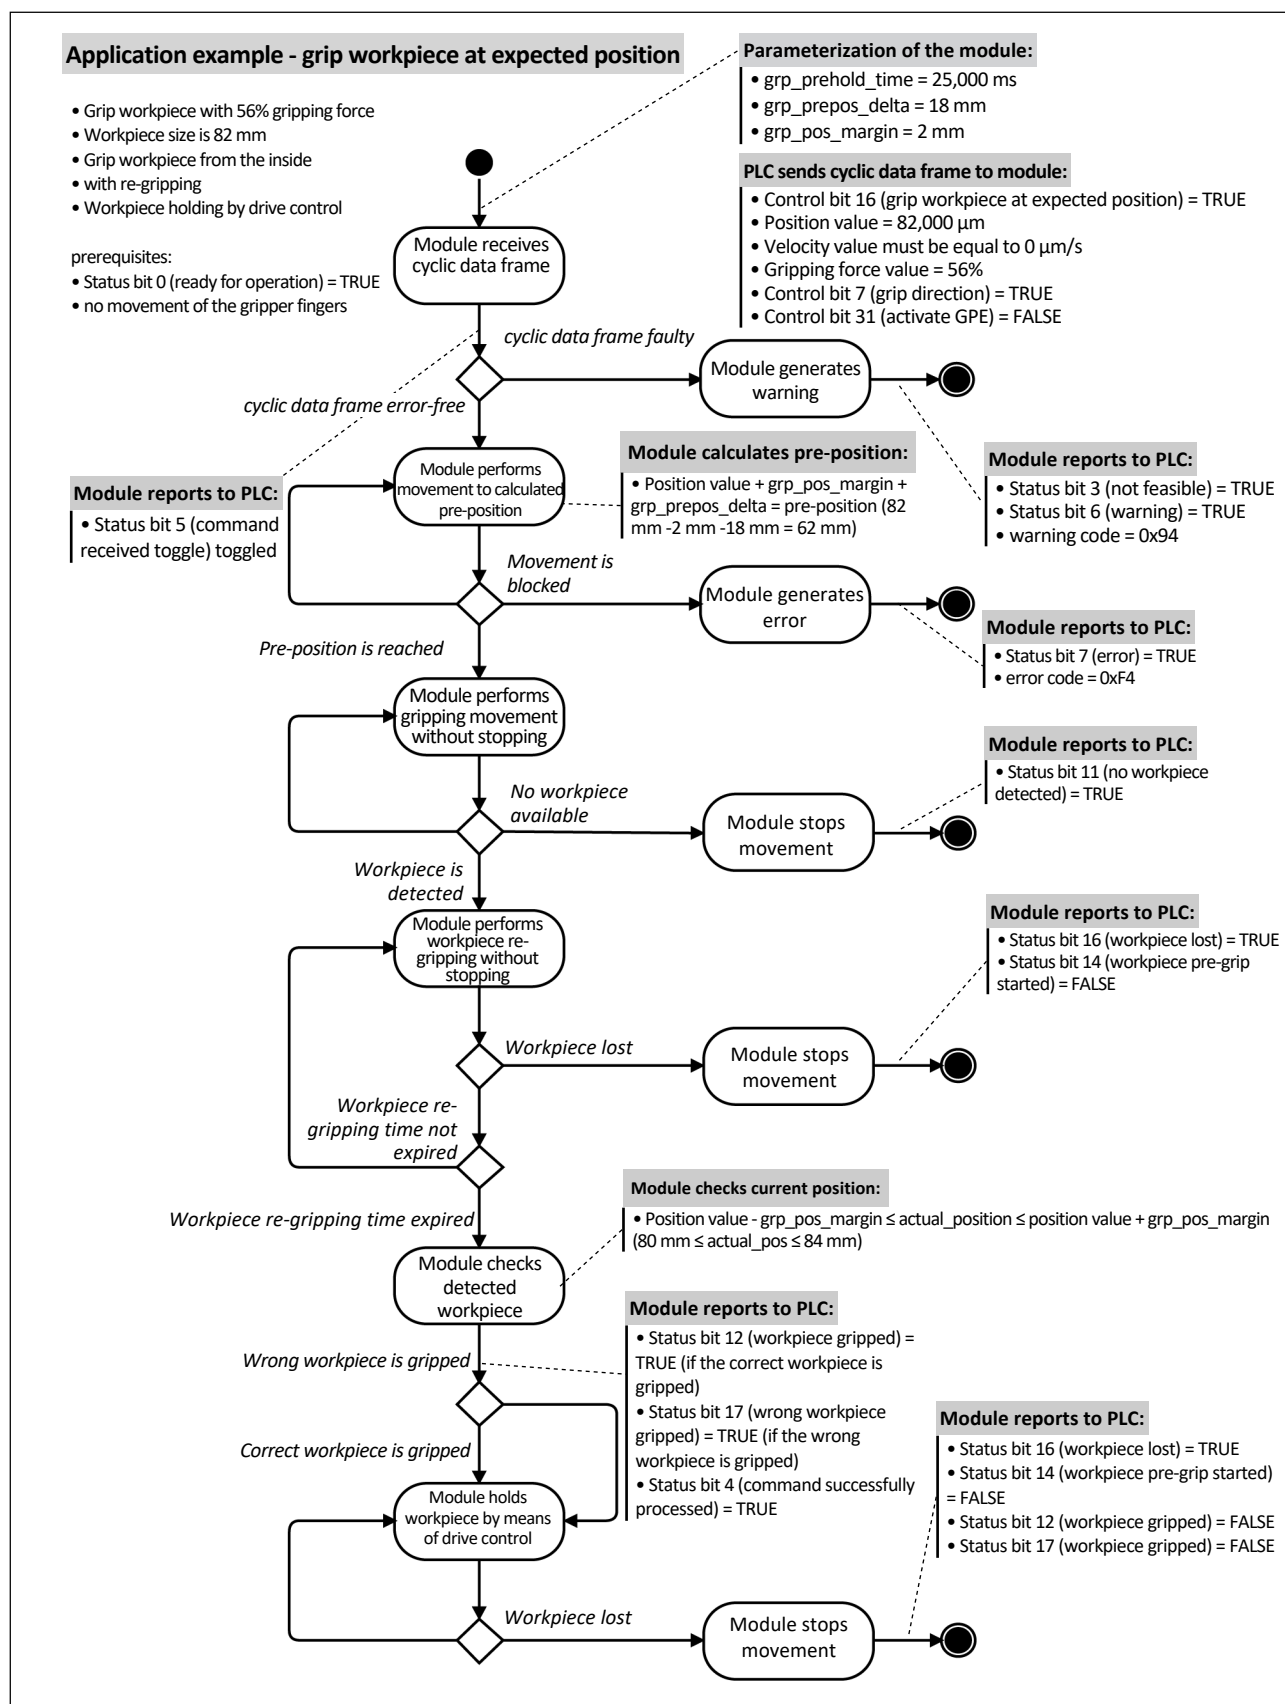 Application example - grip workpiece at expected position
• Grip workpiece with 56% gripping force
• Workpiece size is 82 mm
• Grip workpiece from the inside
• with re-gripping
• Workpiece holding by drive control
prerequisites:
• Status bit 0 (ready for operation) = TRUE
• no movement of the gripper fingers
Parameterization of the module:
• grp_prehold_time = 25,000 ms
• grp_prepos_delta = 18 mm
• grp_pos_margin = 2 mm
PLC sends cyclic data frame to module:
• Control bit 16 (grip workpiece at expected position) = TRUE
• Position value = 82,000 µm
• Velocity value must be equal to 0 µm/s
• Gripping force value = 56%
• Control bit 7 (grip direction) = TRUE
• Control bit 31 (activate GPE) = FALSE
Module receives
cyclic data frame
cyclic data frame faulty
Module generates
warning
cyclic data frame error-free
Module reports to PLC:
• Status bit 3 (not feasible) = TRUE
• Status bit 6 (warning) = TRUE
• warning code = 0x94
Module reports to PLC:
• Status bit 5 (command
received toggle) toggled
Module performs
movement to calculated
pre-position
Module calculates pre-position:
• Position value + grp_pos_margin +
grp_prepos_delta = pre-position (82
mm -2 mm -18 mm = 62 mm)
Movement is
blocked
Module generates
error
Module reports to PLC:
• Status bit 7 (error) = TRUE
• error code = 0xF4
Pre-position is reached
Module performs
gripping movement
without stopping
No workpiece
available
Module stops
movement
Module reports to PLC:
• Status bit 11 (no workpiece
detected) = TRUE
Workpiece is
detected
Module performs
workpiece re-
gripping without
stopping
Workpiece lost
Module stops
movement
Module reports to PLC:
• Status bit 16 (workpiece lost) = TRUE
• Status bit 14 (workpiece pre-grip
started) = FALSE
Workpiece re-
gripping time not
expired
Workpiece re-gripping time expired
Module checks
detected
workpiece
Module checks current position:
• Position value - grp_pos_margin ≤ actual_position ≤ position value + grp_pos_margin
(80 mm ≤ actual_pos ≤ 84 mm)
Wrong workpiece is gripped
Module reports to PLC:
• Status bit 12 (workpiece gripped) =
TRUE (if the correct workpiece is
gripped)
• Status bit 17 (wrong workpiece
gripped) = TRUE (if the wrong
workpiece is gripped)
• Status bit 4 (command successfully
processed) = TRUE
Correct workpiece is gripped
Module holds
workpiece by means
of drive control
Workpiece lost
Module stops
movement
Module reports to PLC:
• Status bit 16 (workpiece lost) = TRUE
• Status bit 14 (workpiece pre-grip started)
= FALSE
• Status bit 12 (workpiece gripped) = FALSE
• Status bit 17 (workpiece gripped) = FALSE